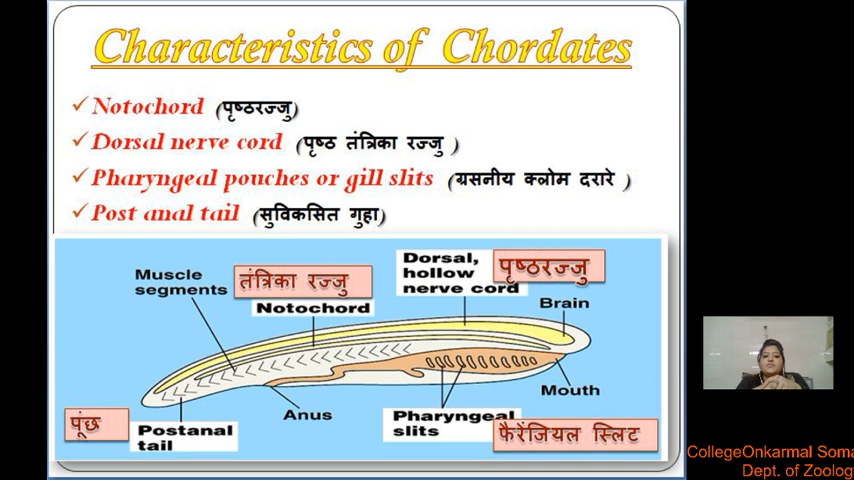 Characteristics of Chordates
✓ Notochord (पृष्ठरज्जु)
✓ Dorsal nerve cord (पृष्ठ तंत्रिका रज्जु )
✓ Pharyngeal pouches or gill slits (ग्रसनीय क्लोम दरारे )
✓ Post anal tail (सुविकसित गुहा)
Muscle segments
तंत्रिका रज्जु
Notochord
Dorsal, hollow nerve cord
पृष्ठरज्जु
Brain
Mouth
पूंछ
Postanal tail
Anus
Pharyngeal slits
फैरेंजियल स्लिट
CollegeOnkarmal Soma
Dept. of Zoolog